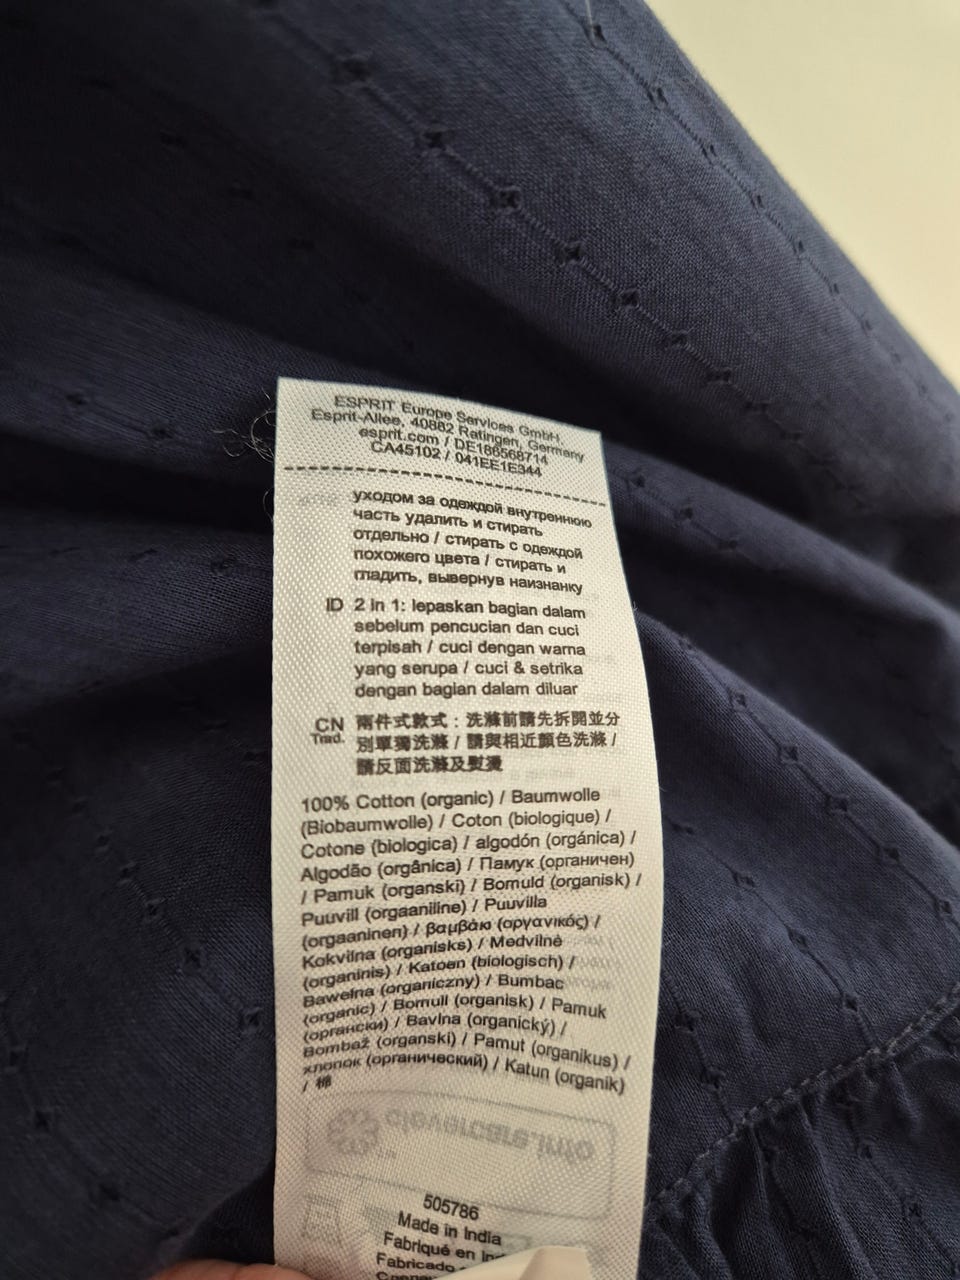 ESPRIT Europe Services GmbH.
Esprit-Allee, 40882 Ratingen, Germany
esprit.com / DE186568714
CA45102 / 041EE1E344
уходом за одеждой внутреннюю
часть удалить и стирать
отдельно / стирать с одеждой
похожего цвета / стирать и
гладить, вывернув наизнанку
ID 2 in 1: lepaskan bagian dalam
sebelum pencucian dan cuci
terpisah / cuci dengan warna
yang serupa / cuci & setrika
dengan bagian dalam diluar
CN Trad. 兩件式款式：洗滌前請先拆開並分
別單獨洗滌 / 請與相近顏色洗滌 /
請反面洗滌及熨燙
100% Cotton (organic) / Baumwolle
(Biobaumwolle) / Coton (biologique) /
Cotone (biologica) / algodón (orgánica) /
Algodão (orgânica) / Памук (органичен)
/ Pamuk (organski) / Bomuld (organisk) /
Puuvill (orgaaniline) / Puuvilla
(orgaaninen) / βαμβάκι (οργανικός) /
Kokvilna (organisks) / Medvilnė
(organinis) / Katoen (biologisch) /
Bawełna (organiczny) / Bumbac
(organic) / Bomull (organisk) / Pamuk
(органски) / Bavlna (organický) /
Bombaž (organski) / Pamut (organikus) /
хлопок (органический) / Katun (organik)
/ 棉
clevercare.info
505786
Made in India
Fabriqué en
Fabricado